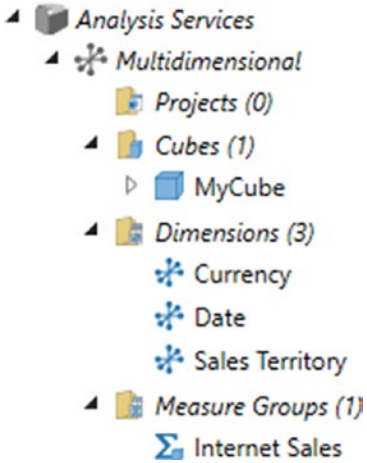 Analysis Services
Multidimensional
Projects (0)
Cubes (1)
MyCube
Dimensions (3)
Currency
Date
Sales Territory
Measure Groups (1)
Internet Sales